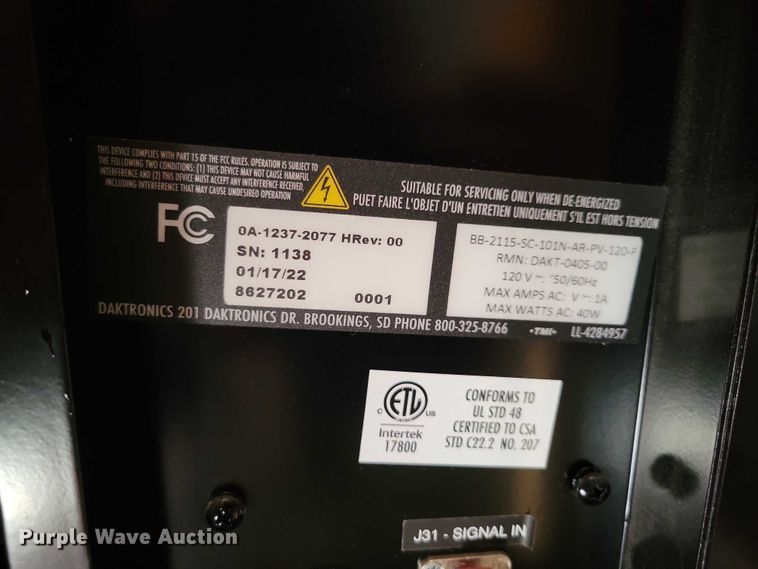 THIS DEVICE COMPLIES WITH PART 15 OF THE FCC RULES. OPERATION IS SUBJECT TO
THE FOLLOWING TWO CONDITIONS: (1) THIS DEVICE MAY NOT CAUSE HARMFUL
INTERFERENCE AND (2) THIS DEVICE MUST ACCEPT ANY INTERFERENCE RECEIVED,
INCLUDING INTERFERENCE THAT MAY CAUSE UNDESIRED OPERATION
SUITABLE FOR SERVICING ONLY WHEN DE-ENERGIZED
PUET FAIRE L'OBJET D'UN ENTRETIEN UNIQUEMENT S'IL EST HORS TENSION
FC
0A-1237-2077 HRev: 00
SN: 1138
01/17/22
8627202 0001
BB-2115-SC-101N-AR-PV-120-F
RMN: DAKT-0405-00
120 V ~: "50/60Hz
MAX AMPS AC: V ~: 1A
MAX WATTS AC: 40W
DAKTRONICS 201 DAKTRONICS DR. BROOKINGS, SD PHONE 800-325-8766
•TMI• LL-4284957
C ETL US
LISTED
Intertek
17800
CONFORMS TO
UL STD 48
CERTIFIED TO CSA
STD C22.2 NO. 207
J31 - SIGNAL IN
Purple Wave Auction